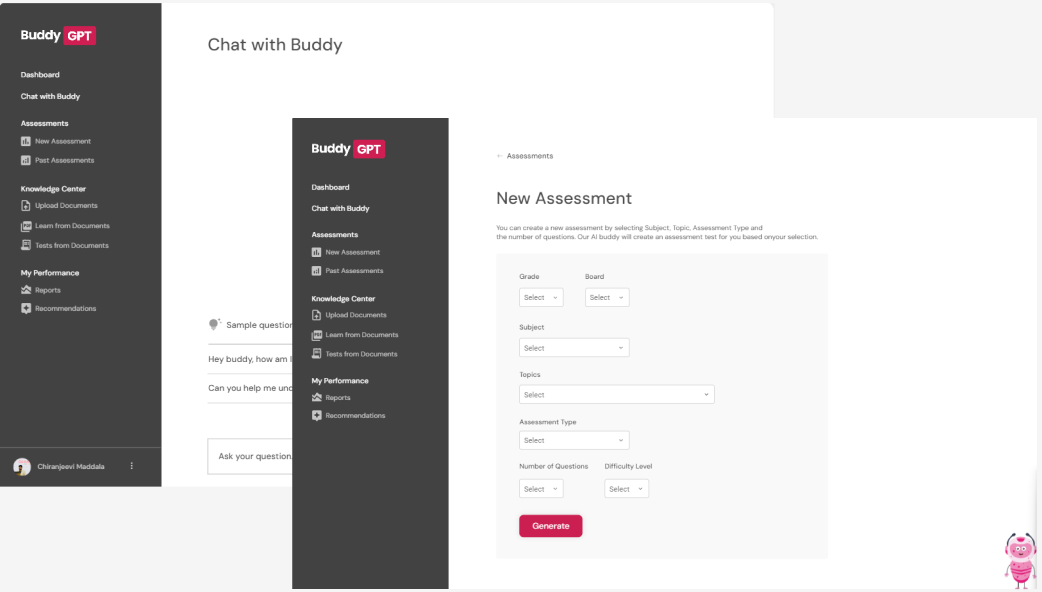 Buddy GPT
Dashboard
Chat with Buddy
Assessments
New Assessment
Past Assessments
Knowledge Center
Upload Documents
Learn from Documents
Tests from Documents
My Performance
Reports
Recommendations
Chiranjeevi Maddala
Chat with Buddy
Sample question
Hey buddy, how am I
Can you help me und
Ask your question.
Buddy GPT
Dashboard
Chat with Buddy
Assessments
New Assessment
Past Assessments
Knowledge Center
Upload Documents
Learn from Documents
Tests from Documents
My Performance
Reports
Recommendations
← Assessments
New Assessment
You can create a new assessment by selecting Subject, Topic, Assessment Type and
the number of questions. Our AI buddy will create an assessment test for you based onyour selection.
Grade Board
Select Select
Subject
Select
Topics
Select
Assessment Type
Select
Number of Questions Difficulty Level
Select Select
Generate